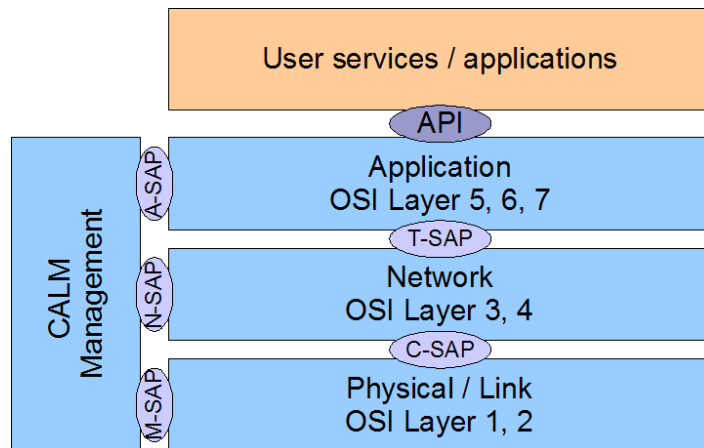 User services / applications
API
Application
OSI Layer 5, 6, 7
A-SAP
T-SAP
CALM
Management
Network
OSI Layer 3, 4
N-SAP
C-SAP
Physical / Link
OSI Layer 1, 2
M-SAP